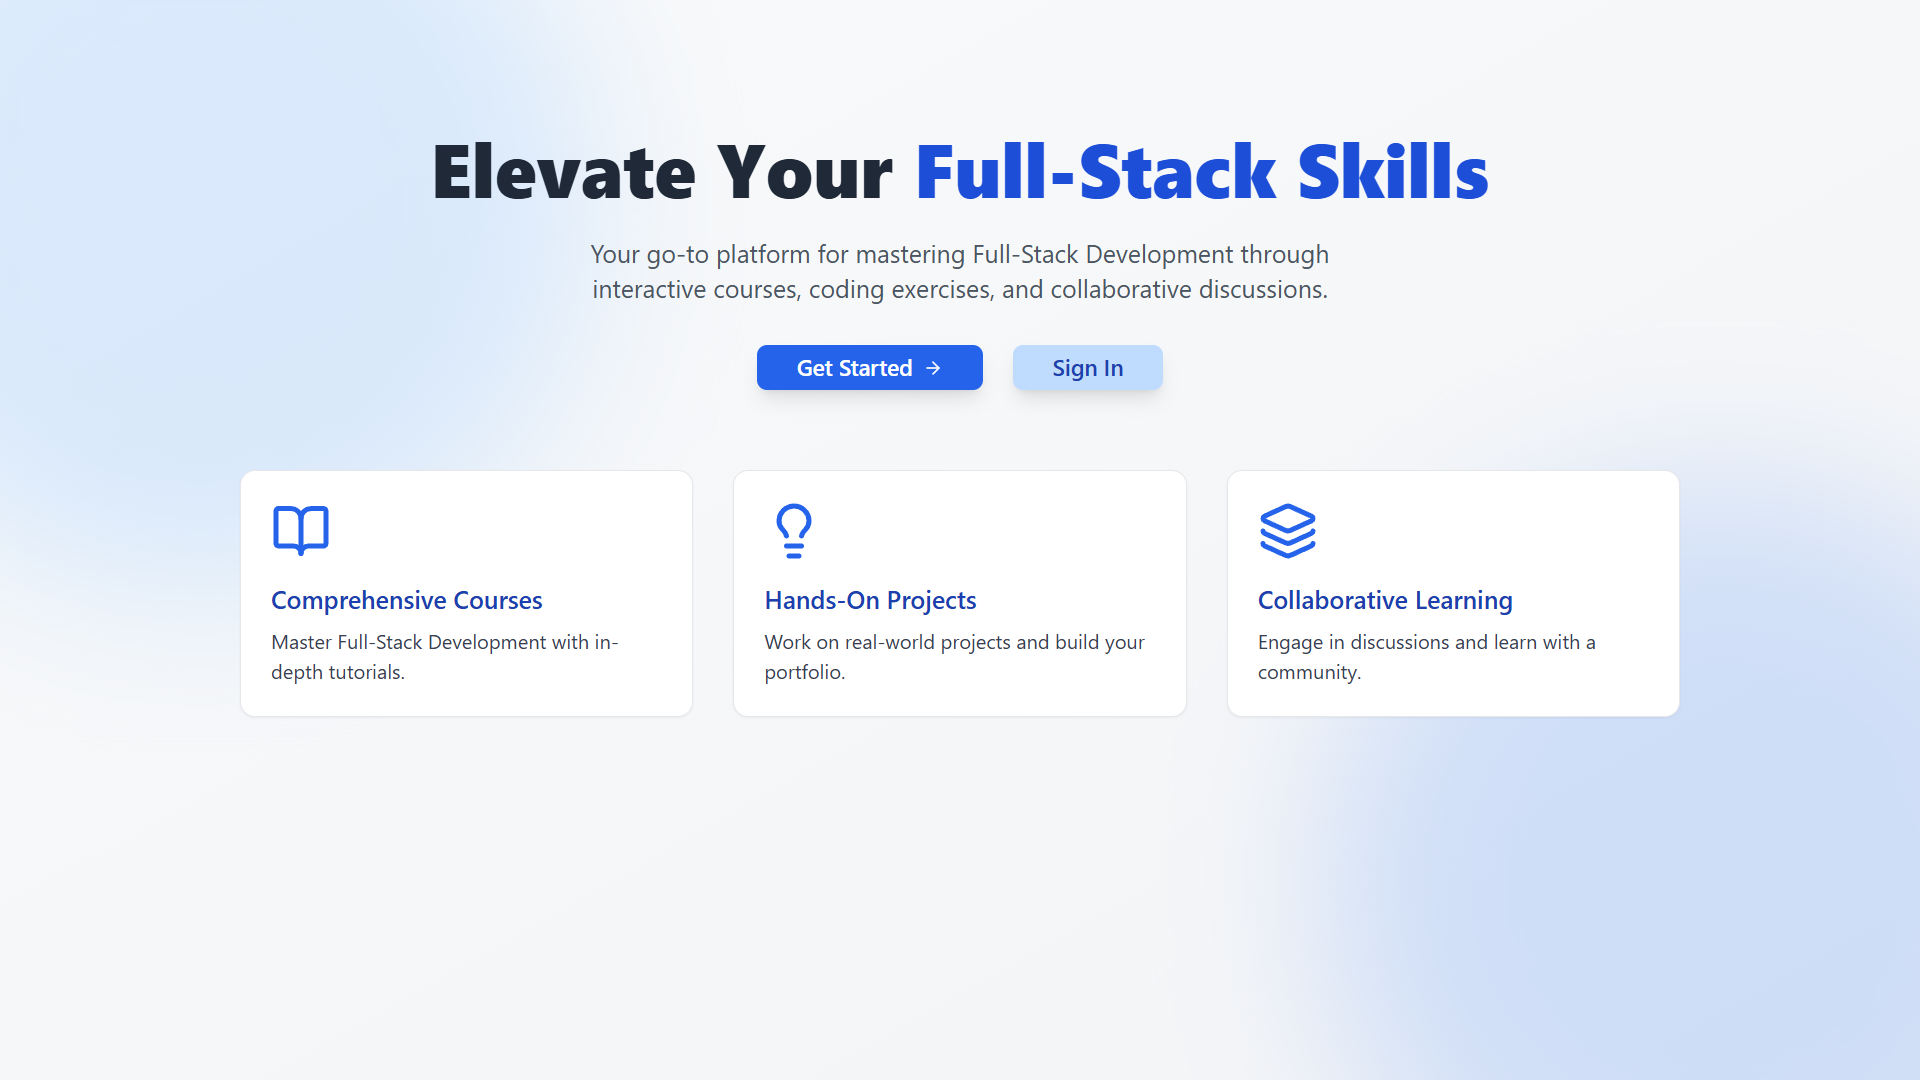 Elevate Your Full-Stack Skills
Your go-to platform for mastering Full-Stack Development through
interactive courses, coding exercises, and collaborative discussions.
Get Started
Sign In
Comprehensive Courses
Master Full-Stack Development with in-
depth tutorials.
Hands-On Projects
Work on real-world projects and build your
portfolio.
Collaborative Learning
Engage in discussions and learn with a
community.